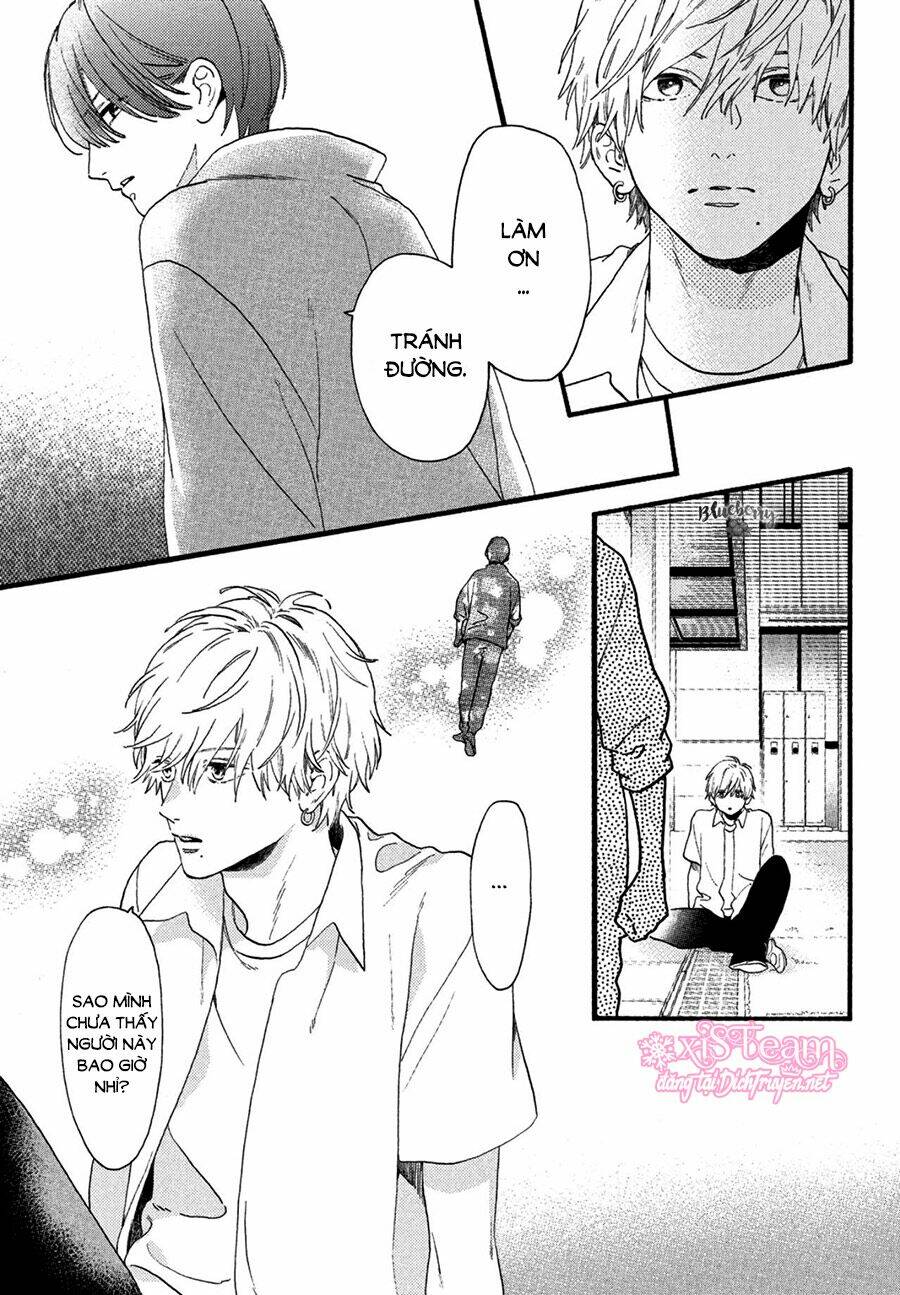 LÀM
ƠN
...
TRÁNH
ĐƯỜNG.
Blueberry
...
SAO MÌNH
CHƯA THẤY
NGƯỜI NÀY
BAO GIỜ
NHỈ?
xiSTeam
đăng tại DichTruyen.net